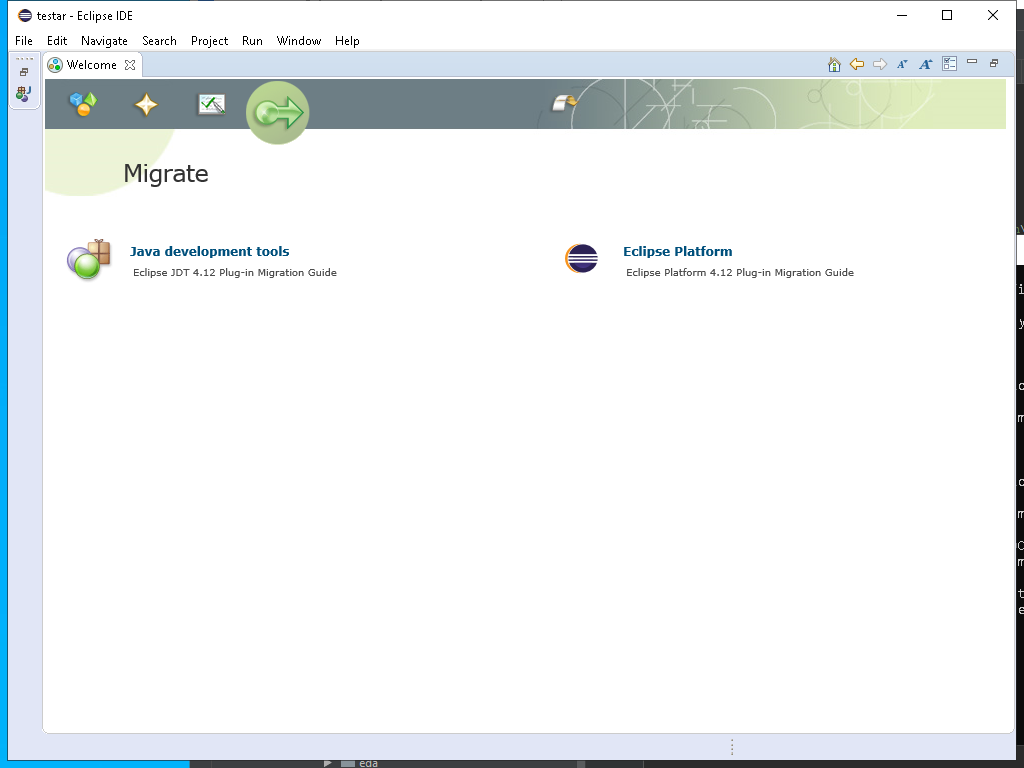 testar - Eclipse IDE
File Edit Navigate Search Project Run Window Help
Welcome
Migrate
Java development tools
Eclipse JDT 4.12 Plug-in Migration Guide
Eclipse Platform
Eclipse Platform 4.12 Plug-in Migration Guide
eda